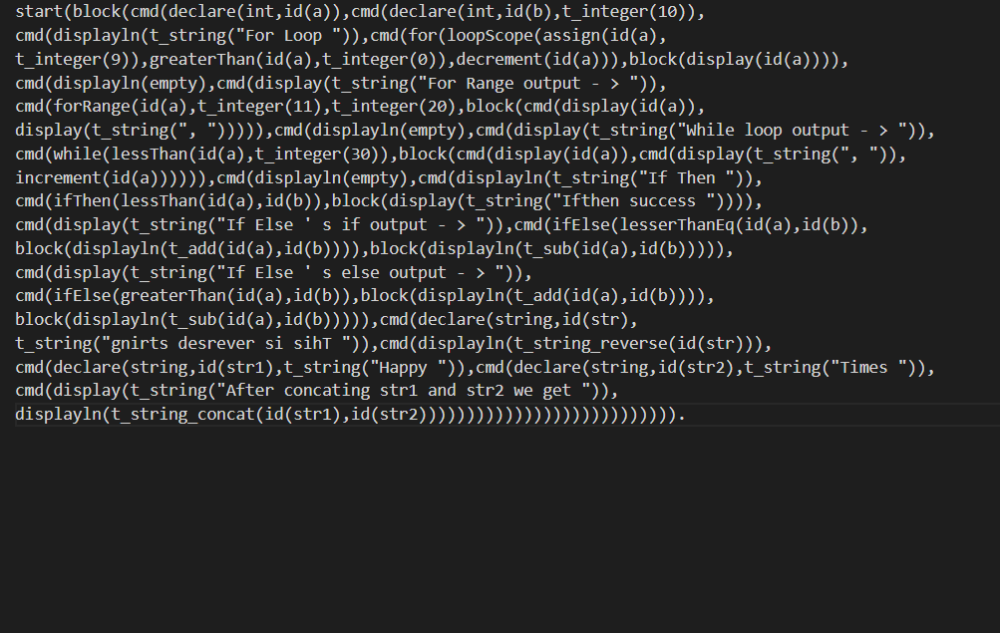 start(block(cmd(declare(int,id(a)),cmd(declare(int,id(b),t_integer(10)),
cmd(displayln(t_string("For Loop ")),cmd(for(loopScope(assign(id(a),
t_integer(9)),greaterThan(id(a),t_integer(0)),decrement(id(a))),block(display(id(a)))),
cmd(displayln(empty),cmd(display(t_string("For Range output - > ")),
cmd(forRange(id(a),t_integer(11),t_integer(20),block(cmd(display(id(a)),
display(t_string(", "))))),cmd(displayln(empty),cmd(display(t_string("While loop output - > ")),
cmd(while(lessThan(id(a),t_integer(30)),block(cmd(display(id(a)),cmd(display(t_string(", ")),
increment(id(a)))))),cmd(displayln(empty),cmd(displayln(t_string("If Then ")),
cmd(ifThen(lessThan(id(a),id(b)),block(display(t_string("Ifthen success ")))),
cmd(display(t_string("If Else ' s if output - > ")),cmd(ifElse(lesserThanEq(id(a),id(b)),
block(displayln(t_add(id(a),id(b)))),block(displayln(t_sub(id(a),id(b))))),
cmd(display(t_string("If Else ' s else output - > ")),
cmd(ifElse(greaterThan(id(a),id(b)),block(displayln(t_add(id(a),id(b)))),
block(displayln(t_sub(id(a),id(b))))),cmd(declare(string,id(str),
t_string("gnirts desrever si sihT ")),cmd(displayln(t_string_reverse(id(str))),
cmd(declare(string,id(str1),t_string("Happy ")),cmd(declare(string,id(str2),t_string("Times ")),
cmd(display(t_string("After concating str1 and str2 we get ")),
displayln(t_string_concat(id(str1),id(str2))))))))))))))))))))))))))).